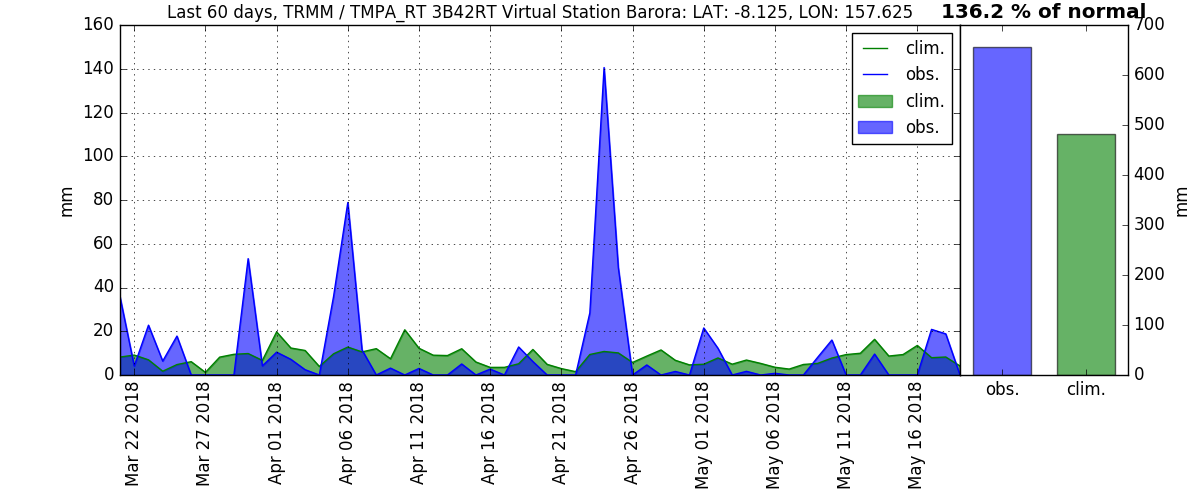 Last 60 days, TRMM / TMPA_RT 3B42RT Virtual Station Barora: LAT: -8.125, LON: 157.625
136.2 % of normal
160
140
120
100
80
60
40
20
0
mm
clim.
obs.
clim.
obs.
Mar 22 2018
Mar 27 2018
Apr 01 2018
Apr 06 2018
Apr 11 2018
Apr 16 2018
Apr 21 2018
Apr 26 2018
May 01 2018
May 06 2018
May 11 2018
May 16 2018
700
600
500
400
300
200
100
0
mm
obs.
clim.